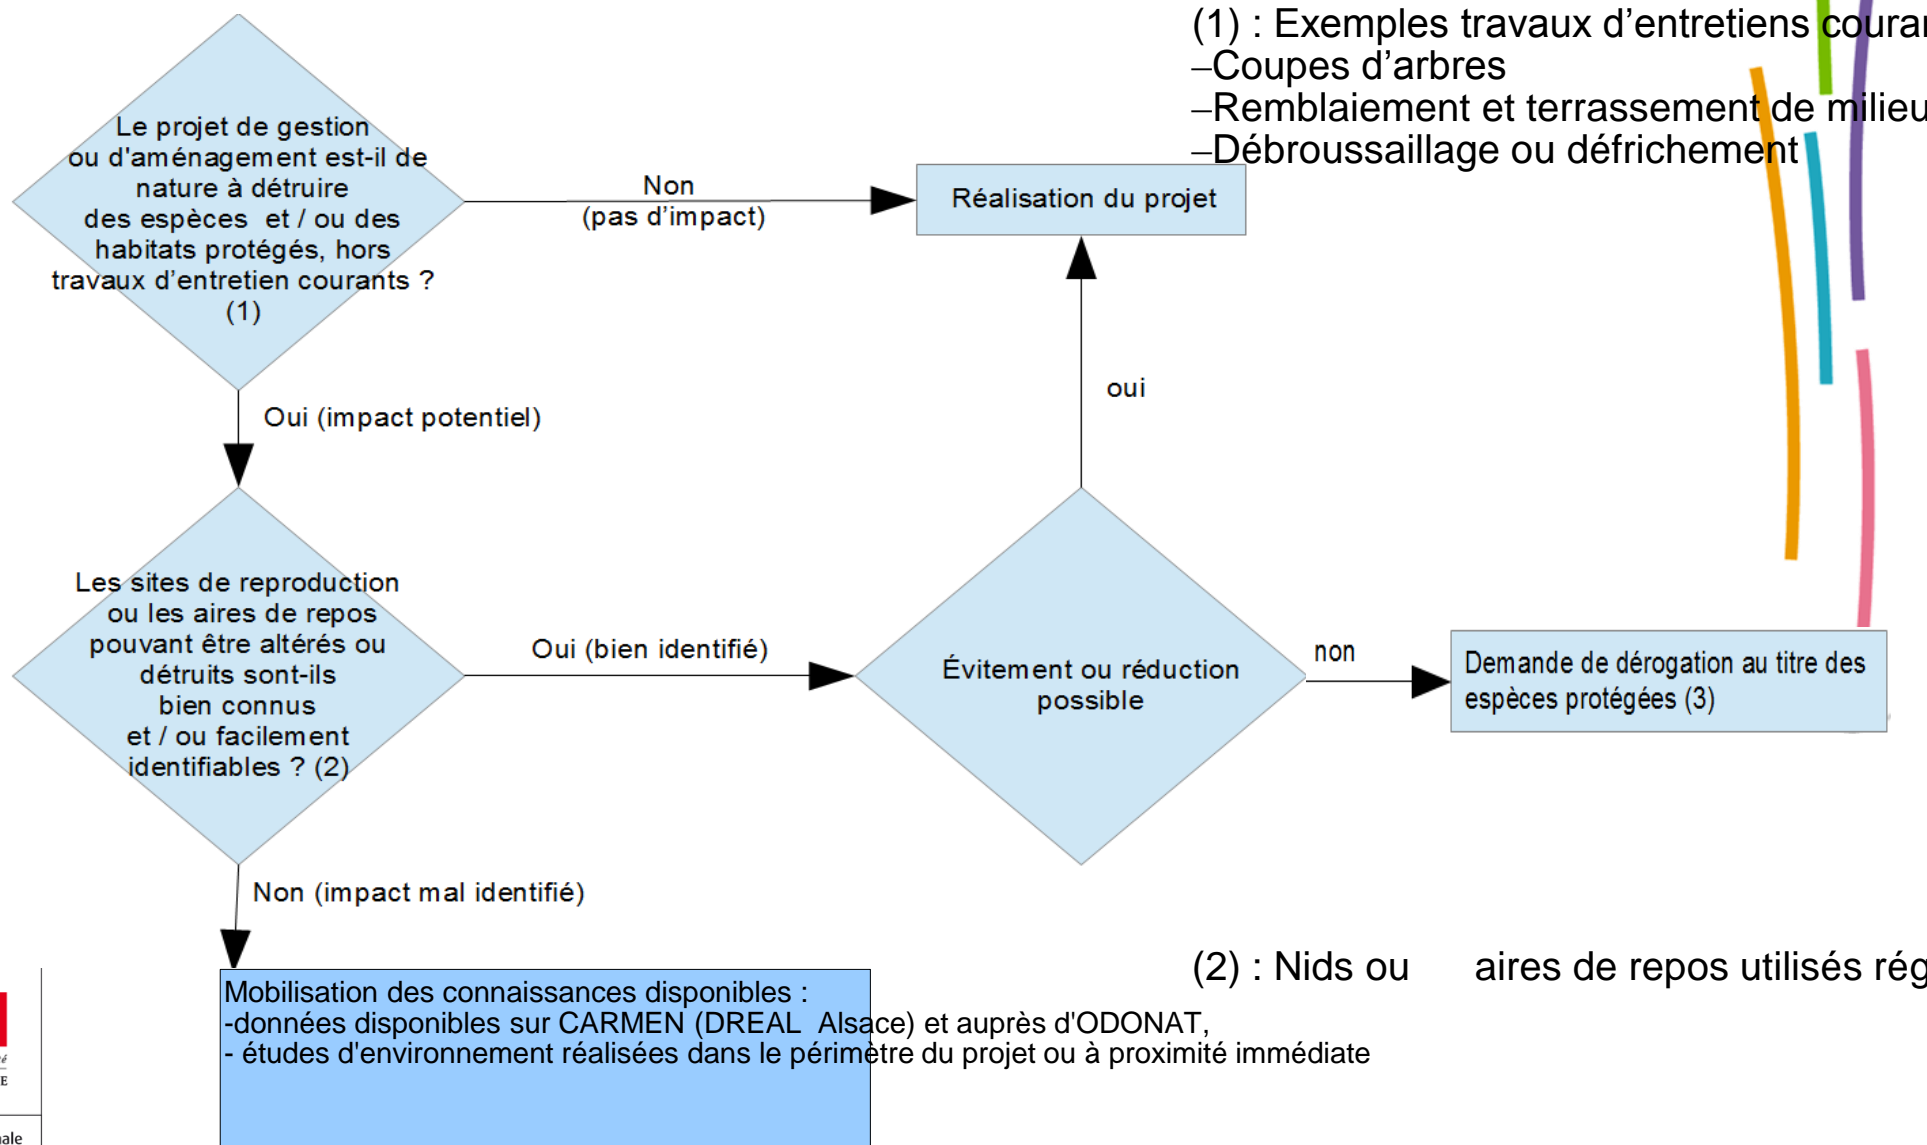 (1) : Exemples travaux d’entretiens
–Coupes d’arbres
–Remblaiement et terrassement de
–Débroussaillage ou défrichement
Le projet de gestion
ou d'aménagement est-il de
nature à détruire
des espèces et / ou des
habitats protégés, hors
travaux d’entretien courants ?
(1)
Non
(pas d’impact)
Réalisation du projet
Oui (impact potentiel)
oui
Les sites de reproduction
ou les aires de repos
pouvant être altérés ou
détruits sont-ils
bien connus
et / ou facilement
identifiables ? (2)
Oui (bien identifié)
Évitement ou réduction
possible
non
Demande de dérogation au titre des
espèces protégées (3)
Non (impact mal identifié)
(2) : Nids ou aires de repos utilisés
Mobilisation des connaissances disponibles :
-données disponibles sur CARMEN (DREAL Alsace) et auprès d'ODONAT,
- études d'environnement réalisées dans le périmètre du projet ou à proximité immédiate